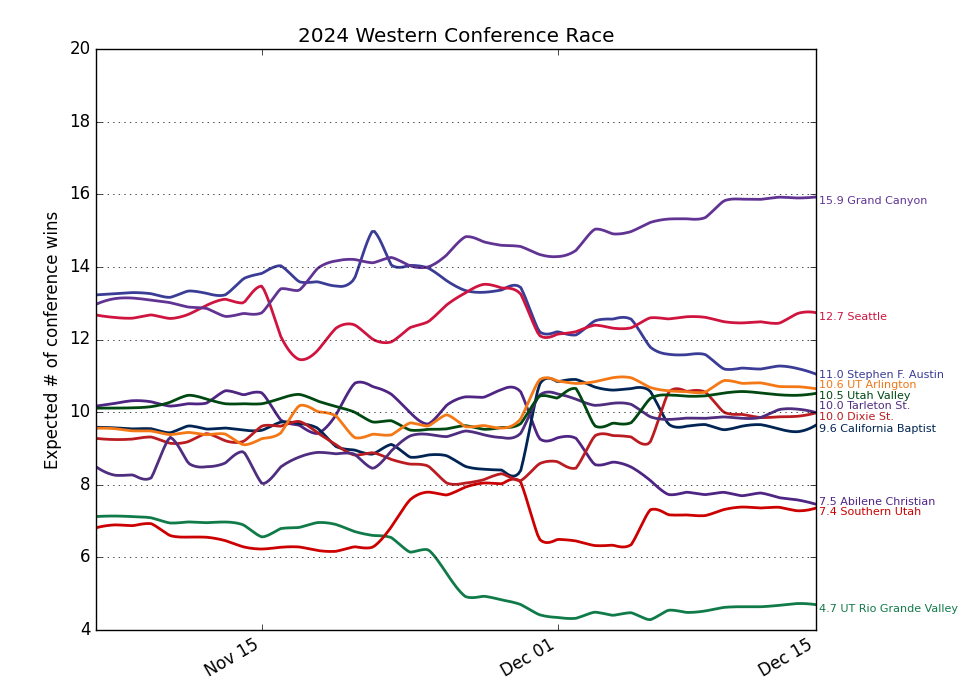 2024 Western Conference Race
Expected # of conference wins
20
18
16
14
12
10
8
6
4
Nov 15
Dec 01
Dec 15
15.9 Grand Canyon
12.7 Seattle
11.0 Stephen F. Austin
10.6 UT Arlington
10.5 Utah Valley
10.0 Tarleton St.
10.0 Dixie St.
9.6 California Baptist
7.5 Abilene Christian
7.4 Southern Utah
4.7 UT Rio Grande Valley